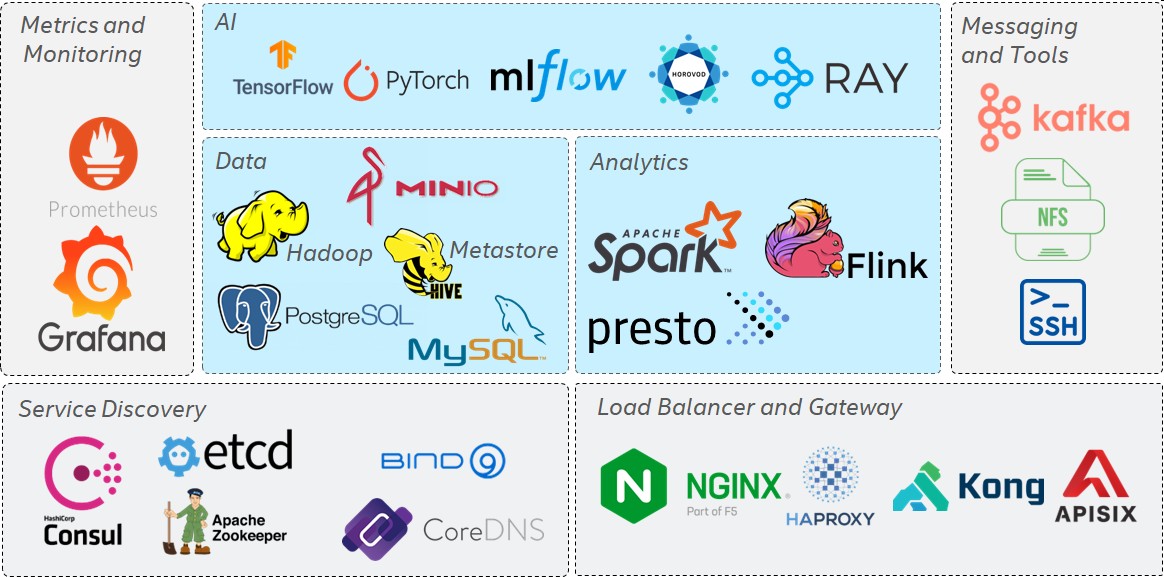 Metrics and
Monitoring
Prometheus
Grafana
AI
TensorFlow
PyTorch
mlflow
HOROVOD
RAY
Messaging
and Tools
kafka
NFS
>_
SSH
Data
MINIO
Hadoop
Metastore
HIVE
PostgreSQL
MySQL™
Analytics
APACHE
Spark™
Flink
presto
Service Discovery
HashiCorp
Consul
etcd
BIND 9
Apache
Zookeeper
CoreDNS
Load Balancer and Gateway
N
NGINX®
Part of F5
HAPROXY
Kong
APISIX